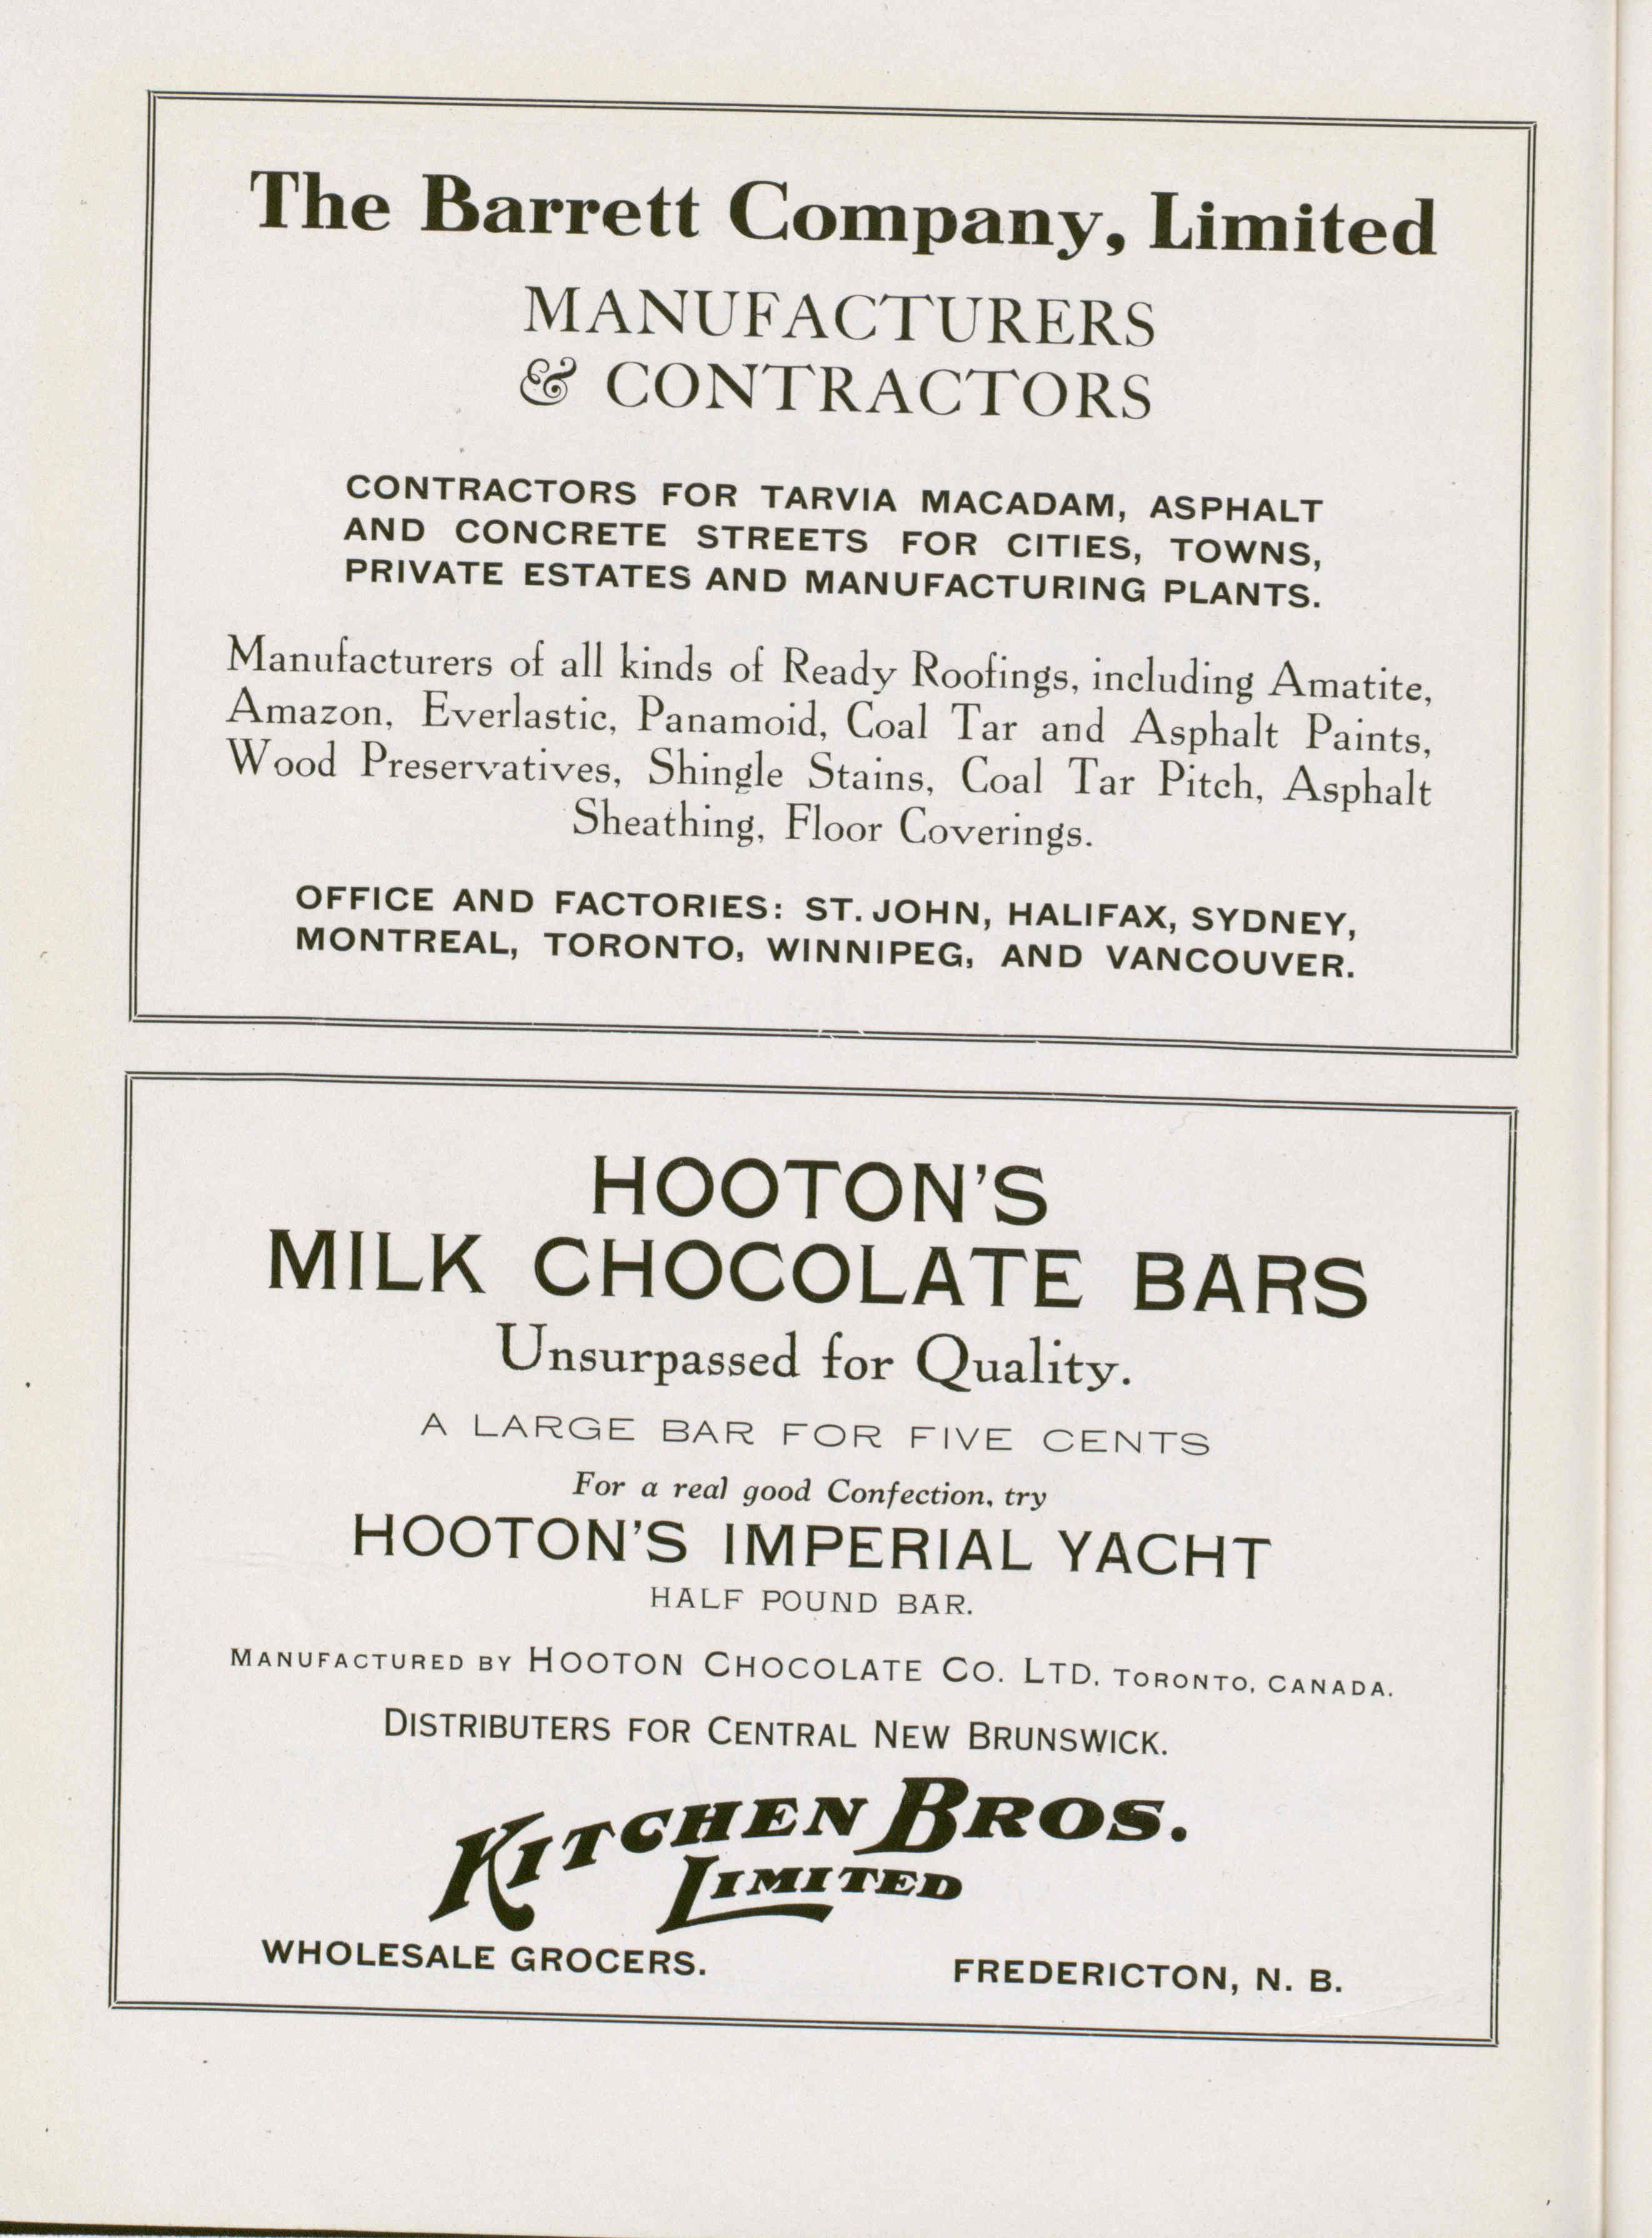 The Barrett Company, Limited
MANUFACTURERS
& CONTRACTORS
CONTRACTORS FOR TARVIA MACADAM, ASPHALT
AND CONCRETE STREETS FOR CITIES, TOWNS,
PRIVATE ESTATES AND MANUFACTURING PLANTS.
Manufacturers of all kinds of Ready Roofings, including Amatite,
Amazon, Everlastic, Panamoid, Coal Tar and Asphalt Paints,
Wood Preservatives, Shingle Stains, Coal Tar Pitch, Asphalt
Sheathing, Floor Coverings.
OFFICE AND FACTORIES: ST. JOHN, HALIFAX, SYDNEY,
MONTREAL, TORONTO, WINNIPEG, AND VANCOUVER.
HOOTON'S
MILK CHOCOLATE BARS
Unsurpassed for Quality.
A LARGE BAR FOR FIVE CENTS
For a real good Confection, try
HOOTON'S IMPERIAL YACHT
HALF POUND BAR.
MANUFACTURED BY HOOTON CHOCOLATE CO. LTD. TORONTO, CANADA.
DISTRIBUTERS FOR CENTRAL NEW BRUNSWICK.
KITCHEN BROS.
LIMITED
WHOLESALE GROCERS. FREDERICTON, N. B.